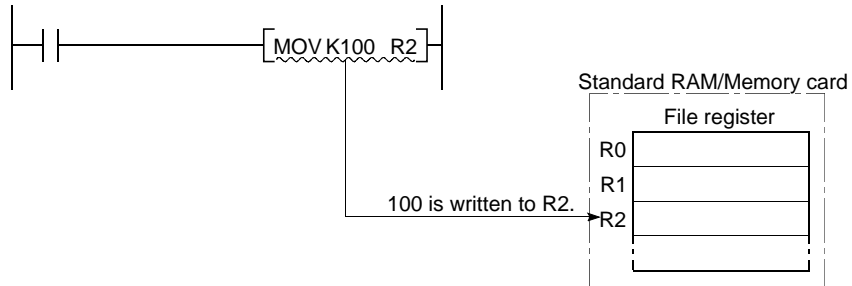 MOV K100 R2
Standard RAM/Memory card
File register
R0
R1
100 is written to R2.
R2